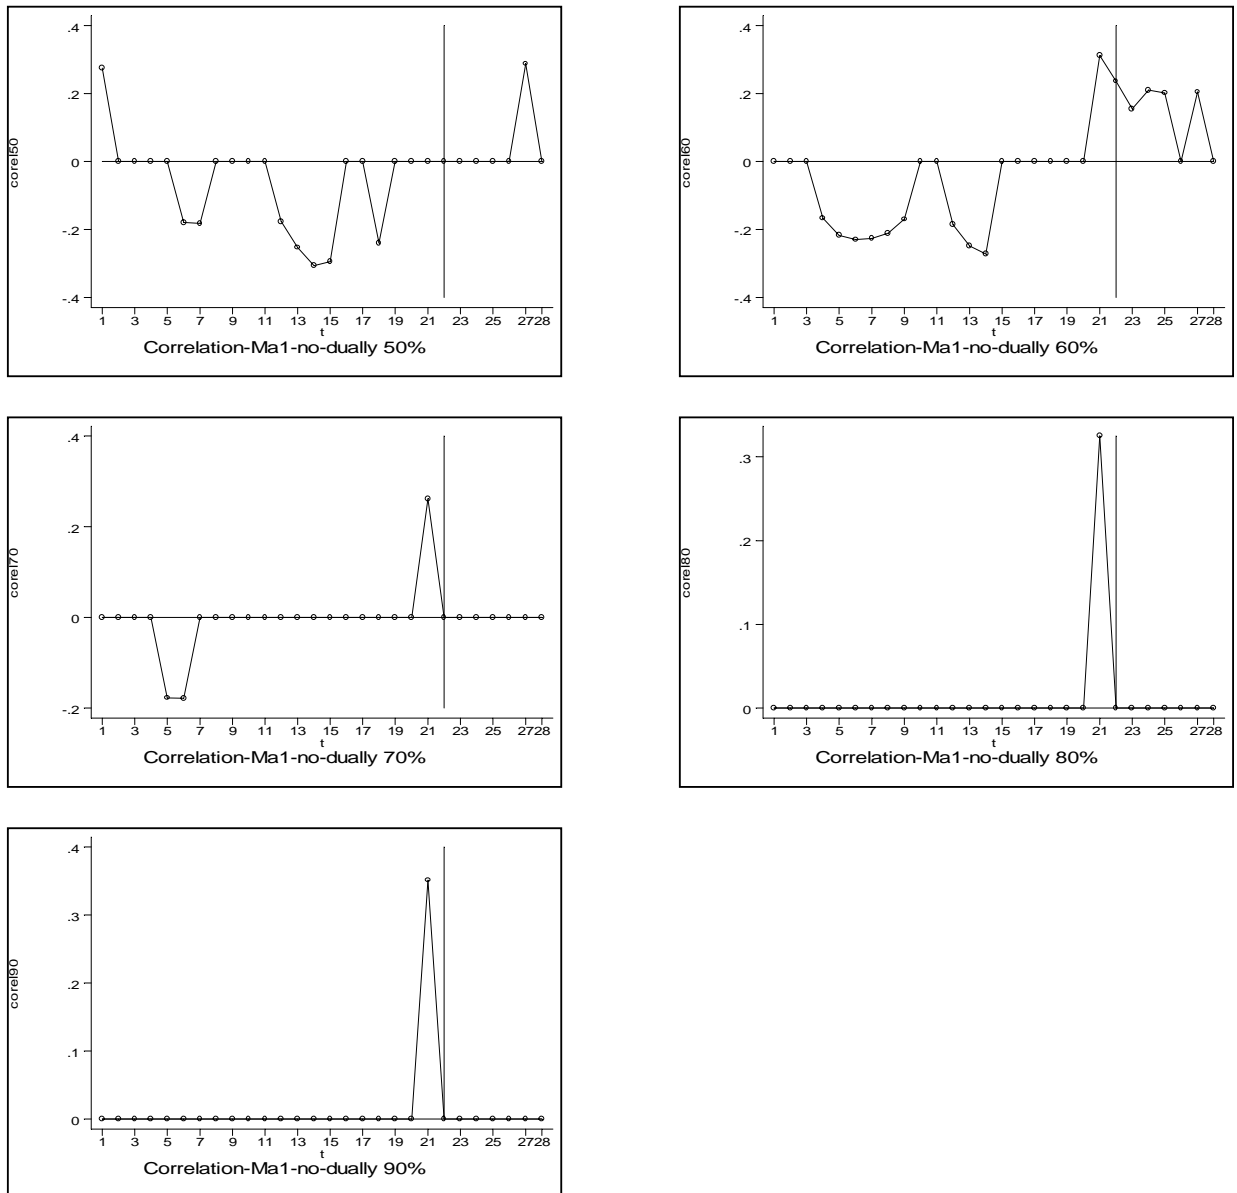 .4
.2
0
-.2
-.4
corel50
1 3 5 7 9 11 13 15 17 19 21 23 25 2728
t
Correlation-Ma1-no-dually 50%
.4
.2
0
-.2
-.4
corel60
1 3 5 7 9 11 13 15 17 19 21 23 25 2728
t
Correlation-Ma1-no-dually 60%
.4
.2
0
-.2
corel70
1 3 5 7 9 11 13 15 17 19 21 23 25 2728
t
Correlation-Ma1-no-dually 70%
.3
.2
.1
0
corel80
1 3 5 7 9 11 13 15 17 19 21 23 25 2728
t
Correlation-Ma1-no-dually 80%
.4
.3
.2
.1
0
corel90
1 3 5 7 9 11 13 15 17 19 21 23 25 2728
t
Correlation-Ma1-no-dually 90%